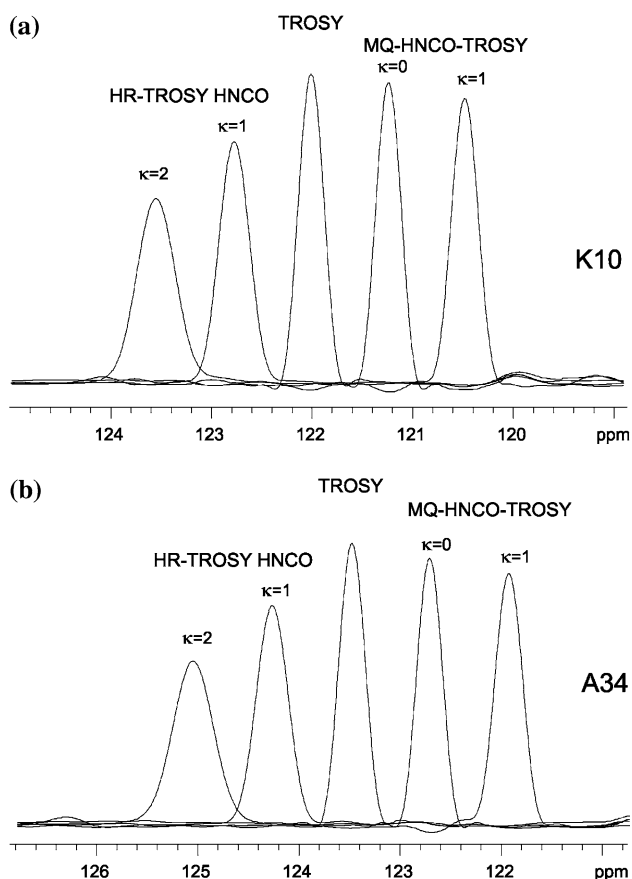 (a)
TROSY
MQ-HNCO-TROSY
κ=0
κ=1
HR-TROSY HNCO
κ=1
κ=2
K10
124 123 122 121 120 ppm
(b)
TROSY
MQ-HNCO-TROSY
κ=0
κ=1
HR-TROSY HNCO
κ=1
κ=2
A34
126 125 124 123 122 ppm